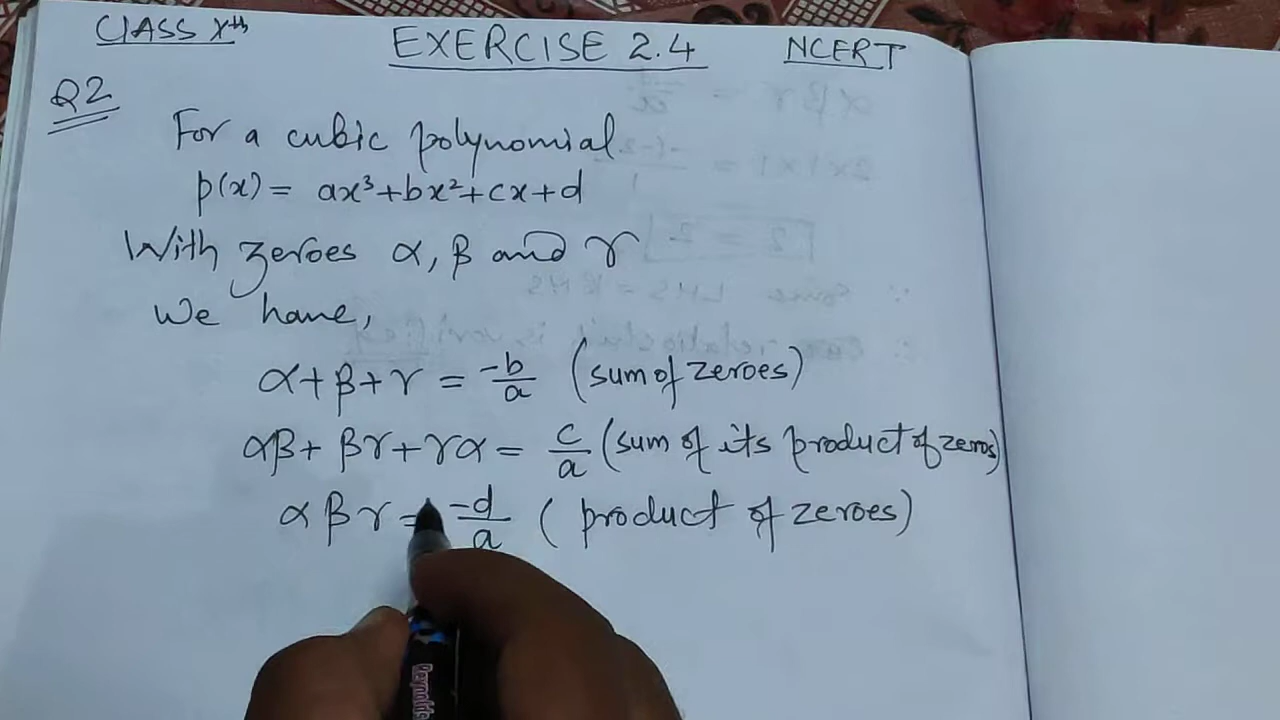 CLASS Xth EXERCISE 2.4 NCERT
Q2
For a cubic polynomial
p(x) = ax³+bx²+cx+d
With zeroes α, β and γ
We have,
α+β+γ = -b/a (sum of zeroes)
αβ+ βγ+γα = c/a (sum of its product of zeros)
αβγ = -d/a ( product of zeroes)